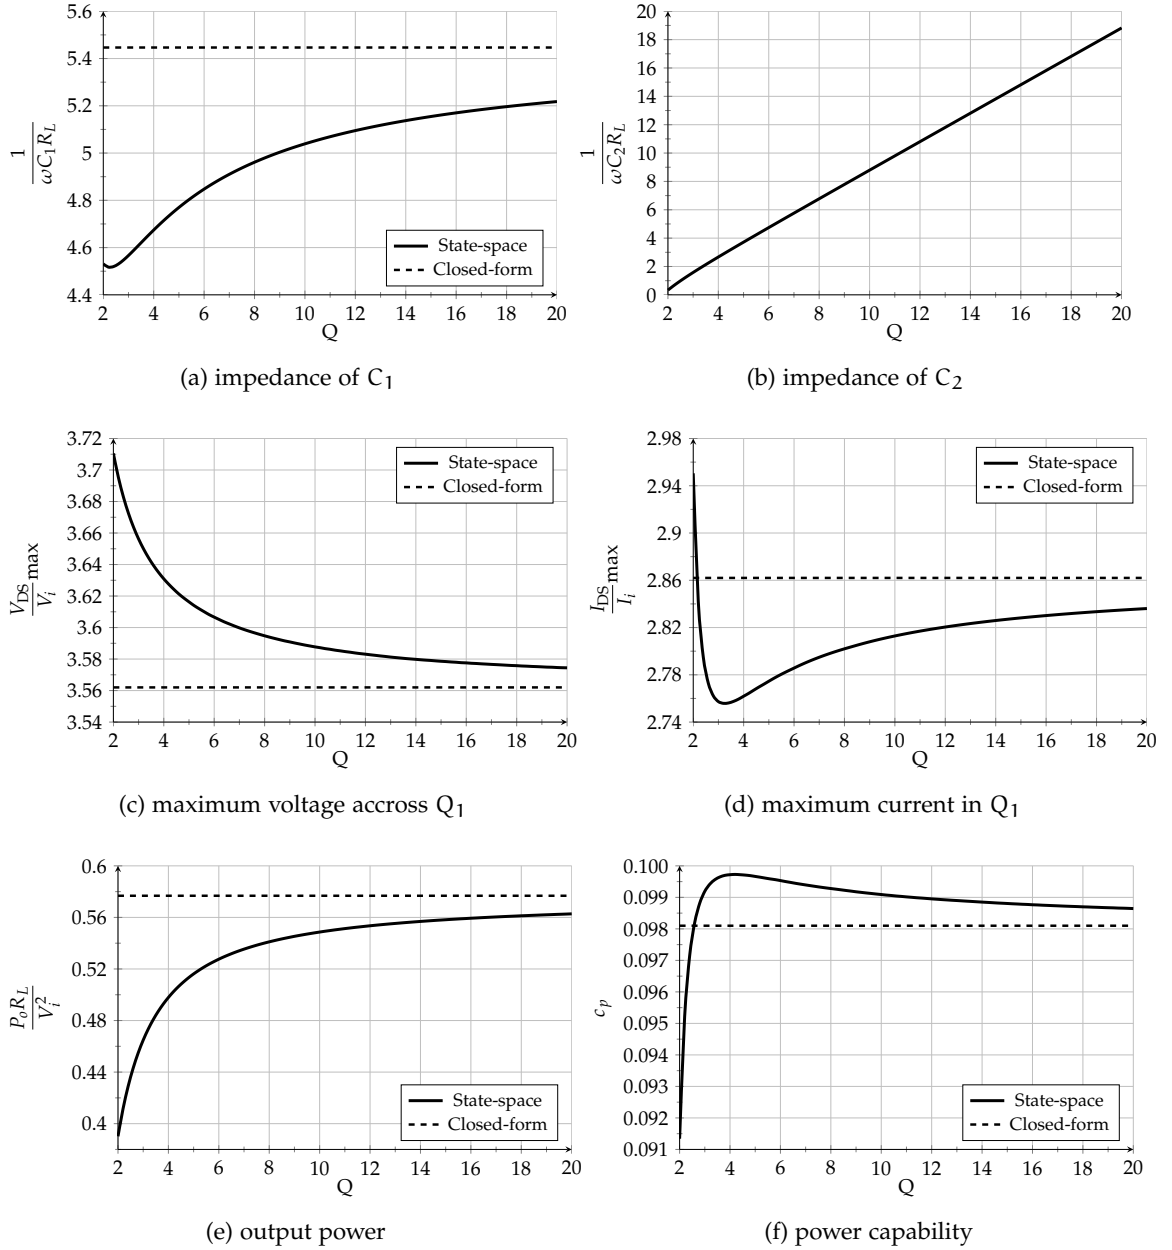 5.6
5.4
5.2
5
4.8
4.6
4.4
1
ωC₁R_L
State-space
Closed-form
2 4 6 8 10 12 14 16 18 20
Q
(a) impedance of C₁
20
18
16
14
12
10
8
6
4
2
0
1
ωC₂R_L
2 4 6 8 10 12 14 16 18 20
Q
(b) impedance of C₂
3.72
3.7
3.68
3.66
3.64
3.62
3.6
3.58
3.56
3.54
V_DS max
V_i
State-space
Closed-form
2 4 6 8 10 12 14 16 18 20
Q
(c) maximum voltage accross Q₁
2.98
2.94
2.9
2.86
2.82
2.78
2.74
I_DS max
I_i
State-space
Closed-form
2 4 6 8 10 12 14 16 18 20
Q
(d) maximum current in Q₁
0.6
0.56
0.52
0.48
0.44
0.4
P_oR_L
V_i²
State-space
Closed-form
2 4 6 8 10 12 14 16 18 20
Q
(e) output power
0.100
0.099
0.098
0.097
0.096
0.095
0.094
0.093
0.092
0.091
c_p
State-space
Closed-form
2 4 6 8 10 12 14 16 18 20
Q
(f) power capability